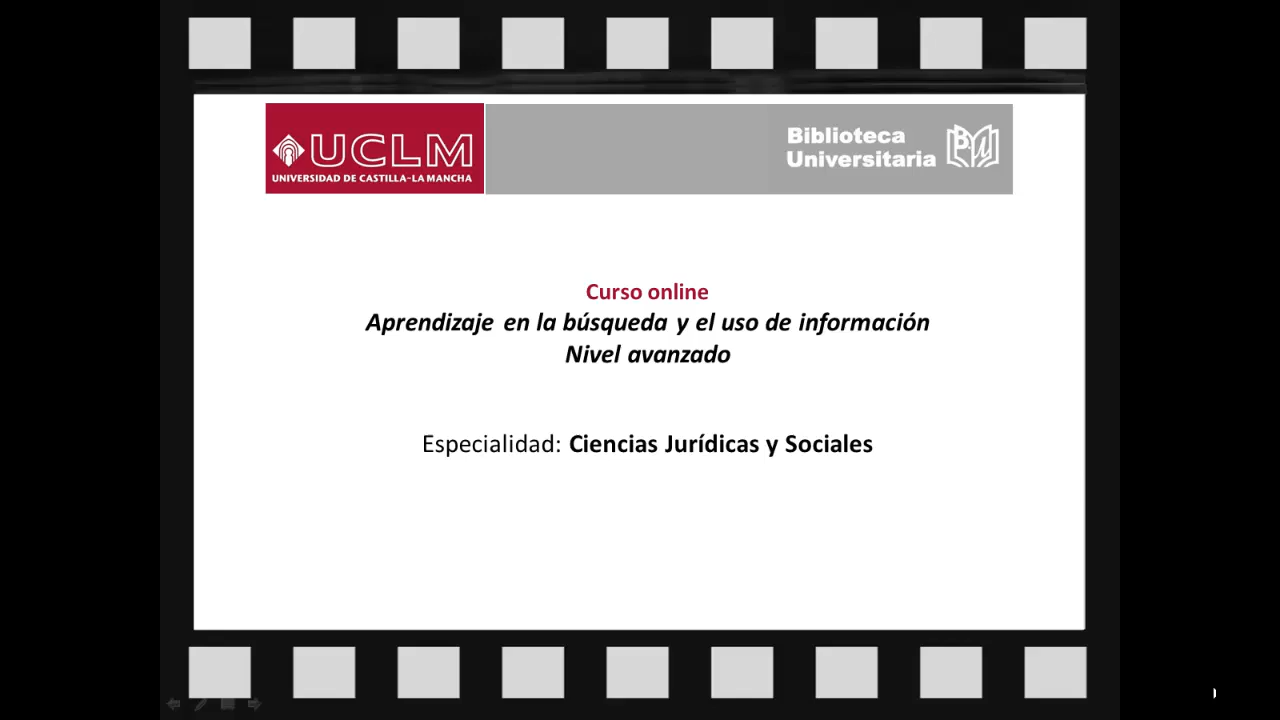 UCLM
UNIVERSIDAD DE CASTILLA-LA MANCHA
Biblioteca
Universitaria
Curso online
Aprendizaje en la búsqueda y el uso de información
Nivel avanzado
Especialidad: Ciencias Jurídicas y Sociales